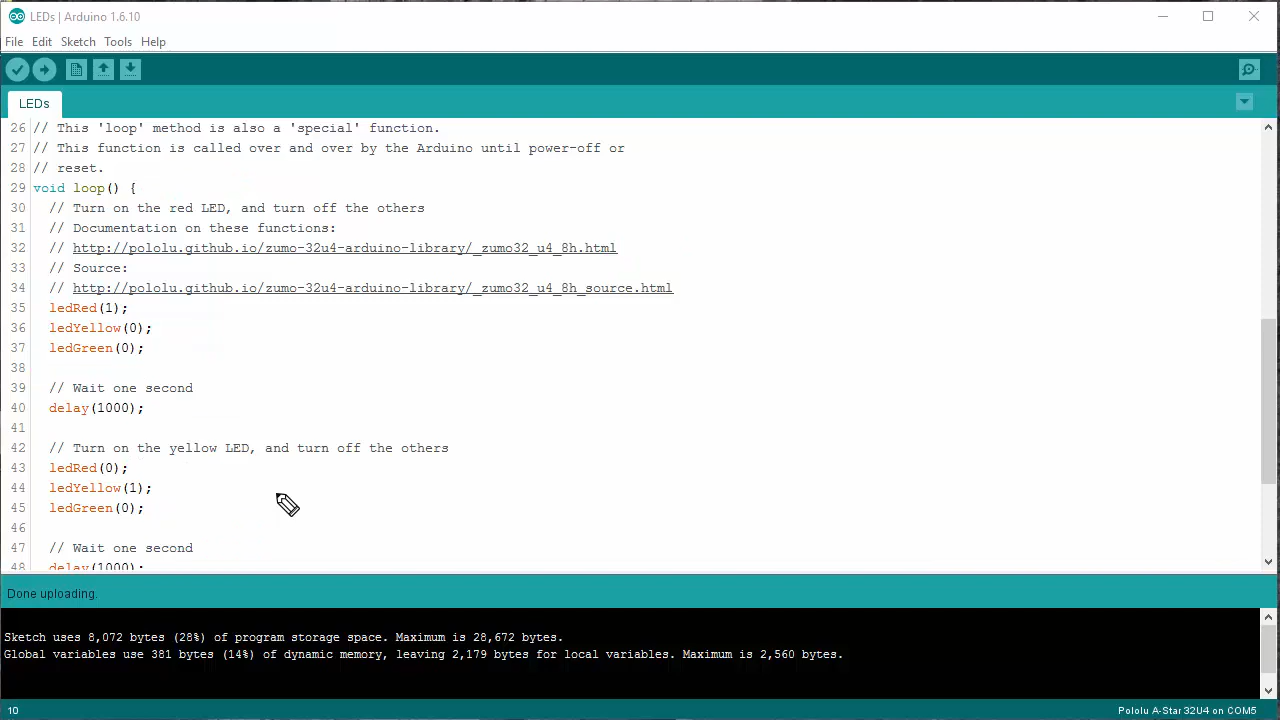 LEDs | Arduino 1.6.10
File Edit Sketch Tools Help
LEDs
26 // This 'loop' method is also a 'special' function.
27 // This function is called over and over by the Arduino until power-off or
28 // reset.
29 void loop() {
30 // Turn on the red LED, and turn off the others
31 // Documentation on these functions:
32 // http://pololu.github.io/zumo-32u4-arduino-library/_zumo32_u4_8h.html
33 // Source:
34 // http://pololu.github.io/zumo-32u4-arduino-library/_zumo32_u4_8h_source.html
35 ledRed(1);
36 ledYellow(0);
37 ledGreen(0);
38
39 // Wait one second
40 delay(1000);
41
42 // Turn on the yellow LED, and turn off the others
43 ledRed(0);
44 ledYellow(1);
45 ledGreen(0);
46
47 // Wait one second
48 delay(1000);
Done uploading.
Sketch uses 8,072 bytes (28%) of program storage space. Maximum is 28,672 bytes.
Global variables use 381 bytes (14%) of dynamic memory, leaving 2,179 bytes for local variables. Maximum is 2,560 bytes.
10 Pololu A-Star 32U4 on COM5